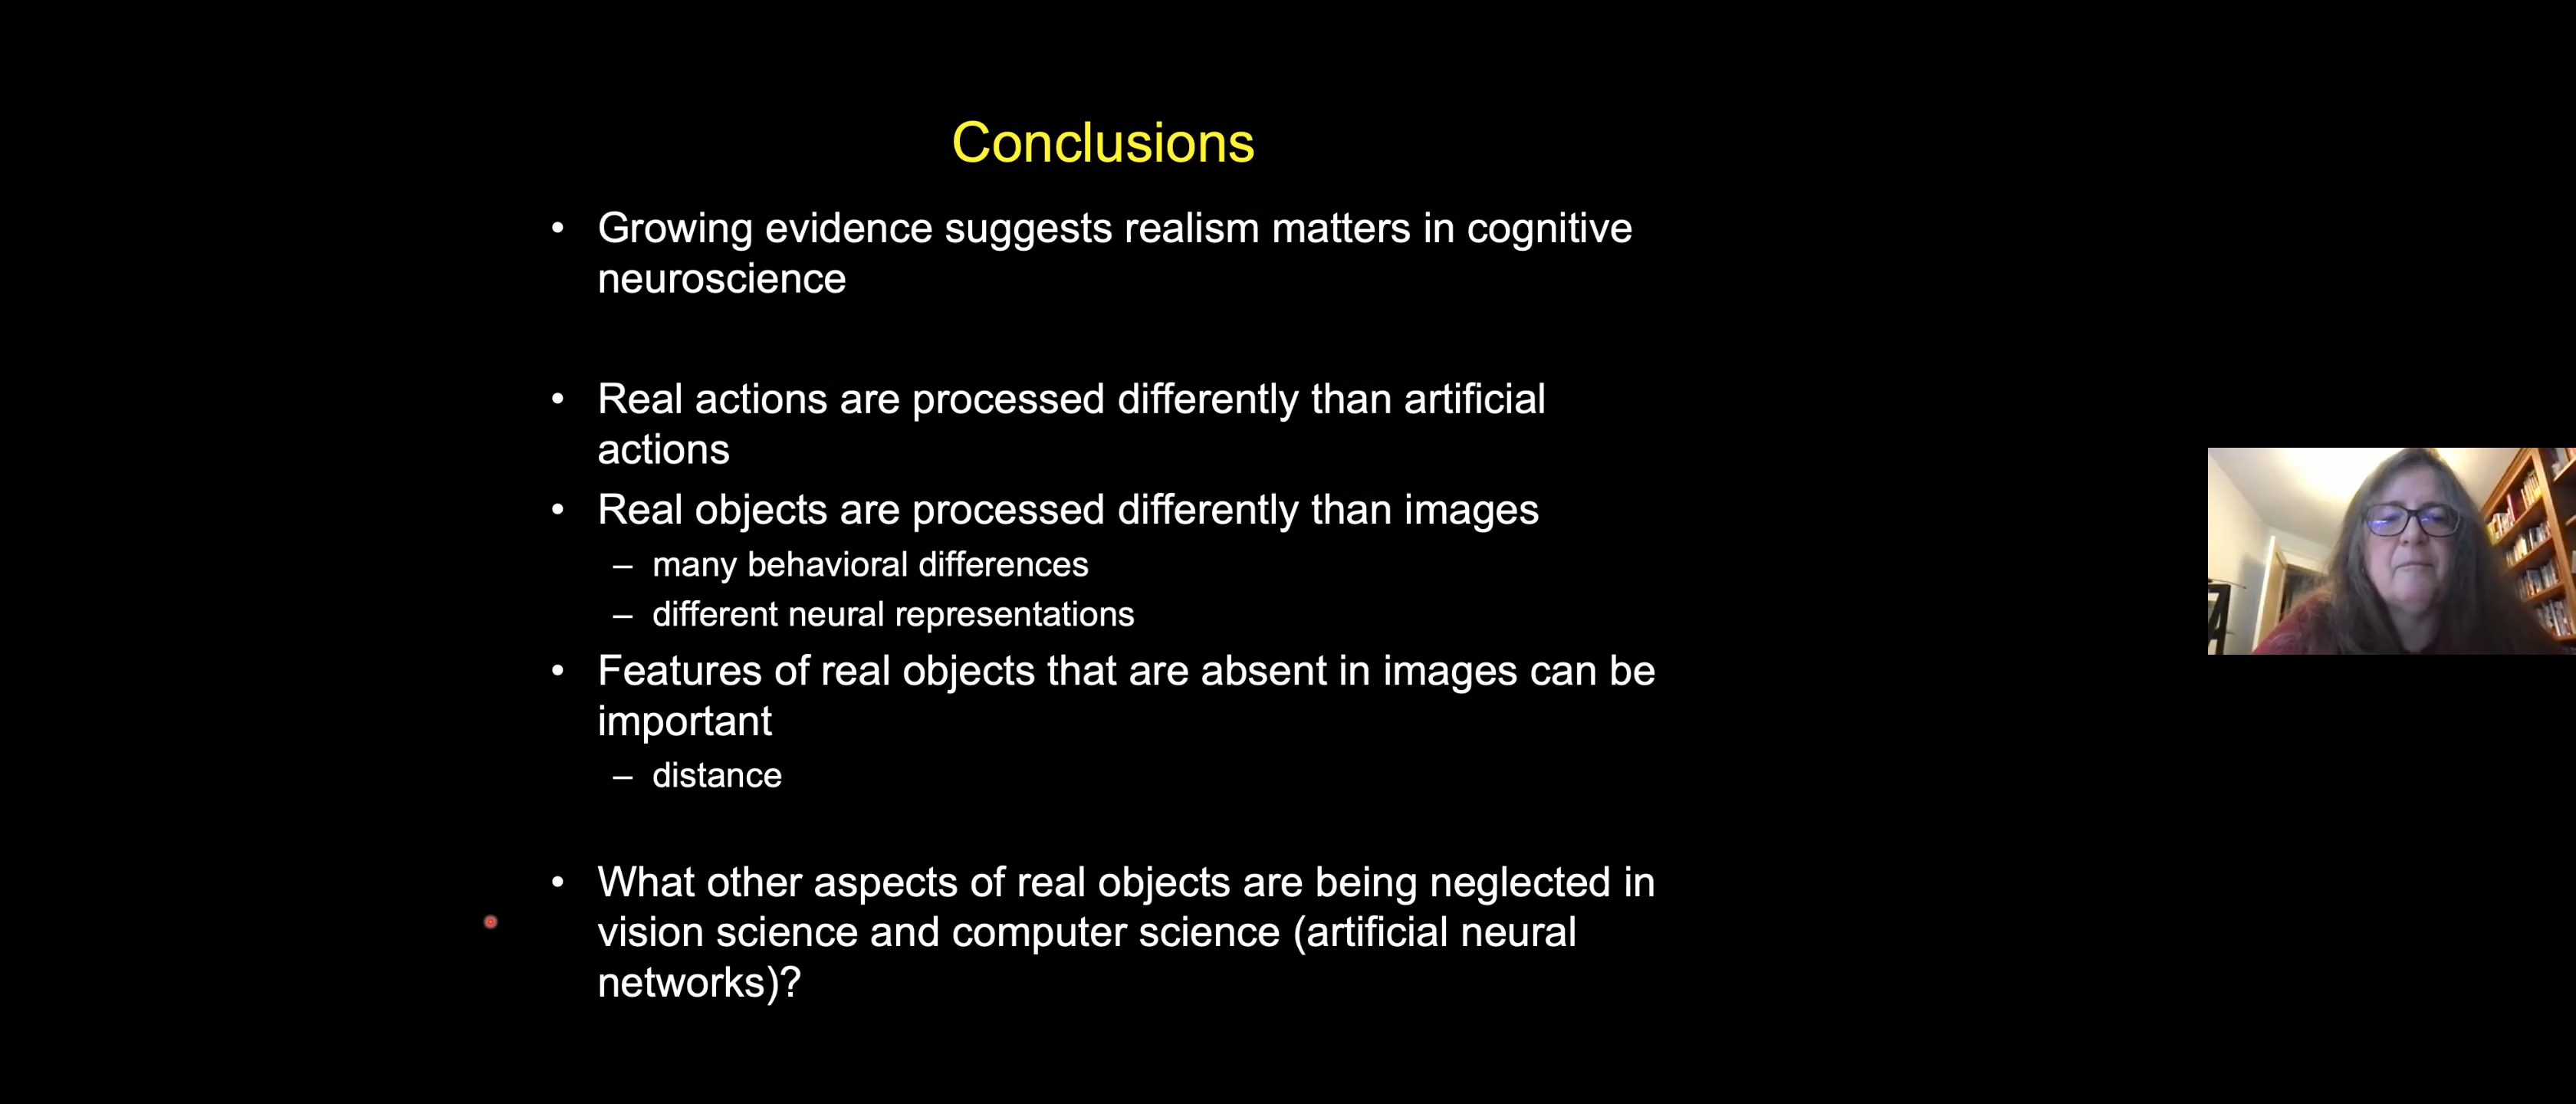 Conclusions
• Growing evidence suggests realism matters in cognitive
neuroscience
• Real actions are processed differently than artificial
actions
• Real objects are processed differently than images
– many behavioral differences
– different neural representations
• Features of real objects that are absent in images can be
important
– distance
• What other aspects of real objects are being neglected in
vision science and computer science (artificial neural
networks)?